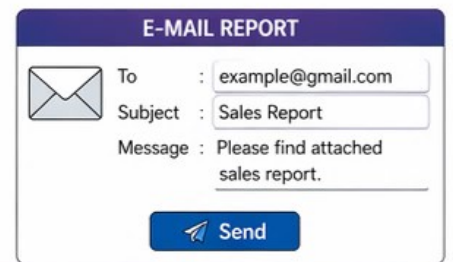 E-MAIL REPORT
To : example@gmail.com
Subject : Sales Report
Message : Please find attached
sales report.
Send